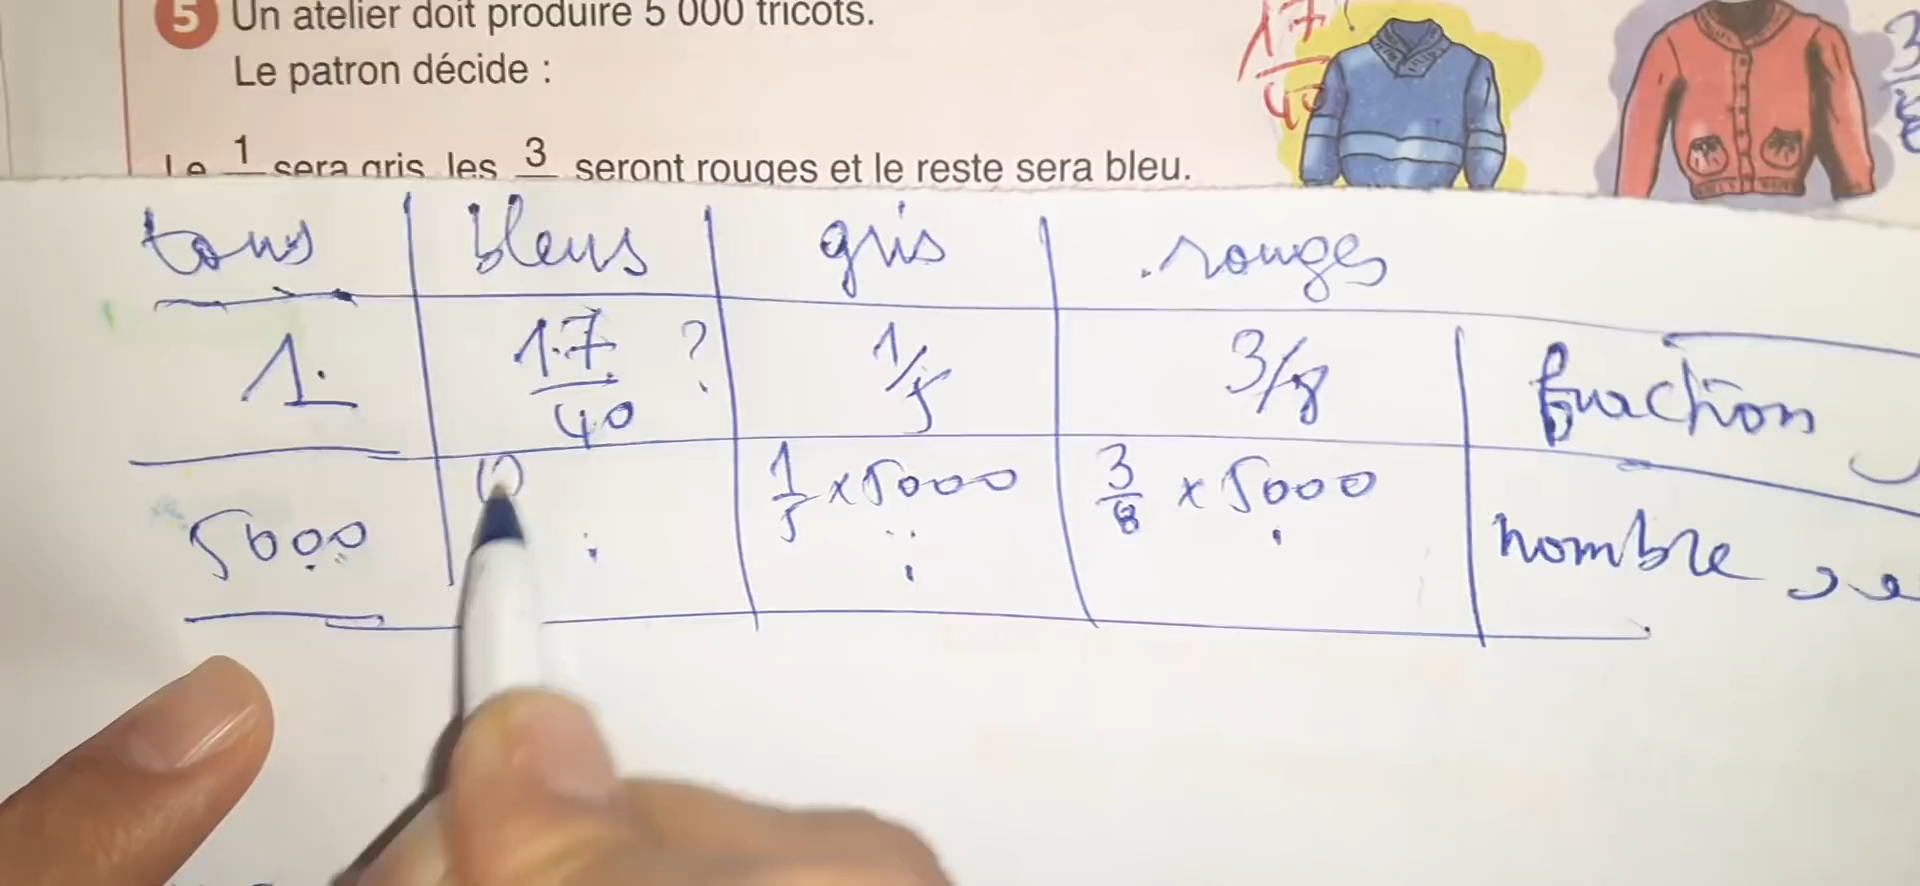 5 Un atelier doit produire 5 000 tricots.
Le patron décide :
Le 1 sera gris, les 3 seront rouges et le reste sera bleu.
17
40
tous bleus gris rouges
1. 17/40 ? 1/5 3/8 fraction
5000 1/5 x 5000 3/8 x 5000 nombre